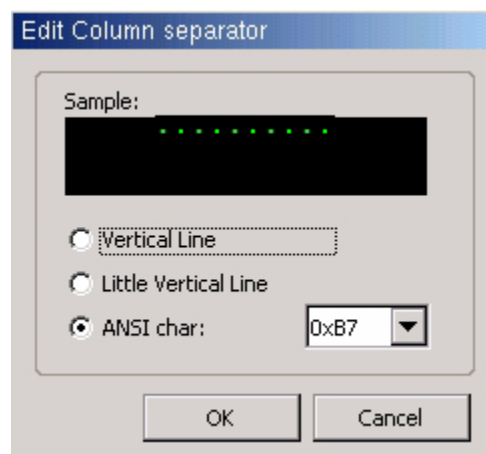 Edit Column separator
Sample:
Vertical Line
Little Vertical Line
ANSI char: 0xB7
OK Cancel